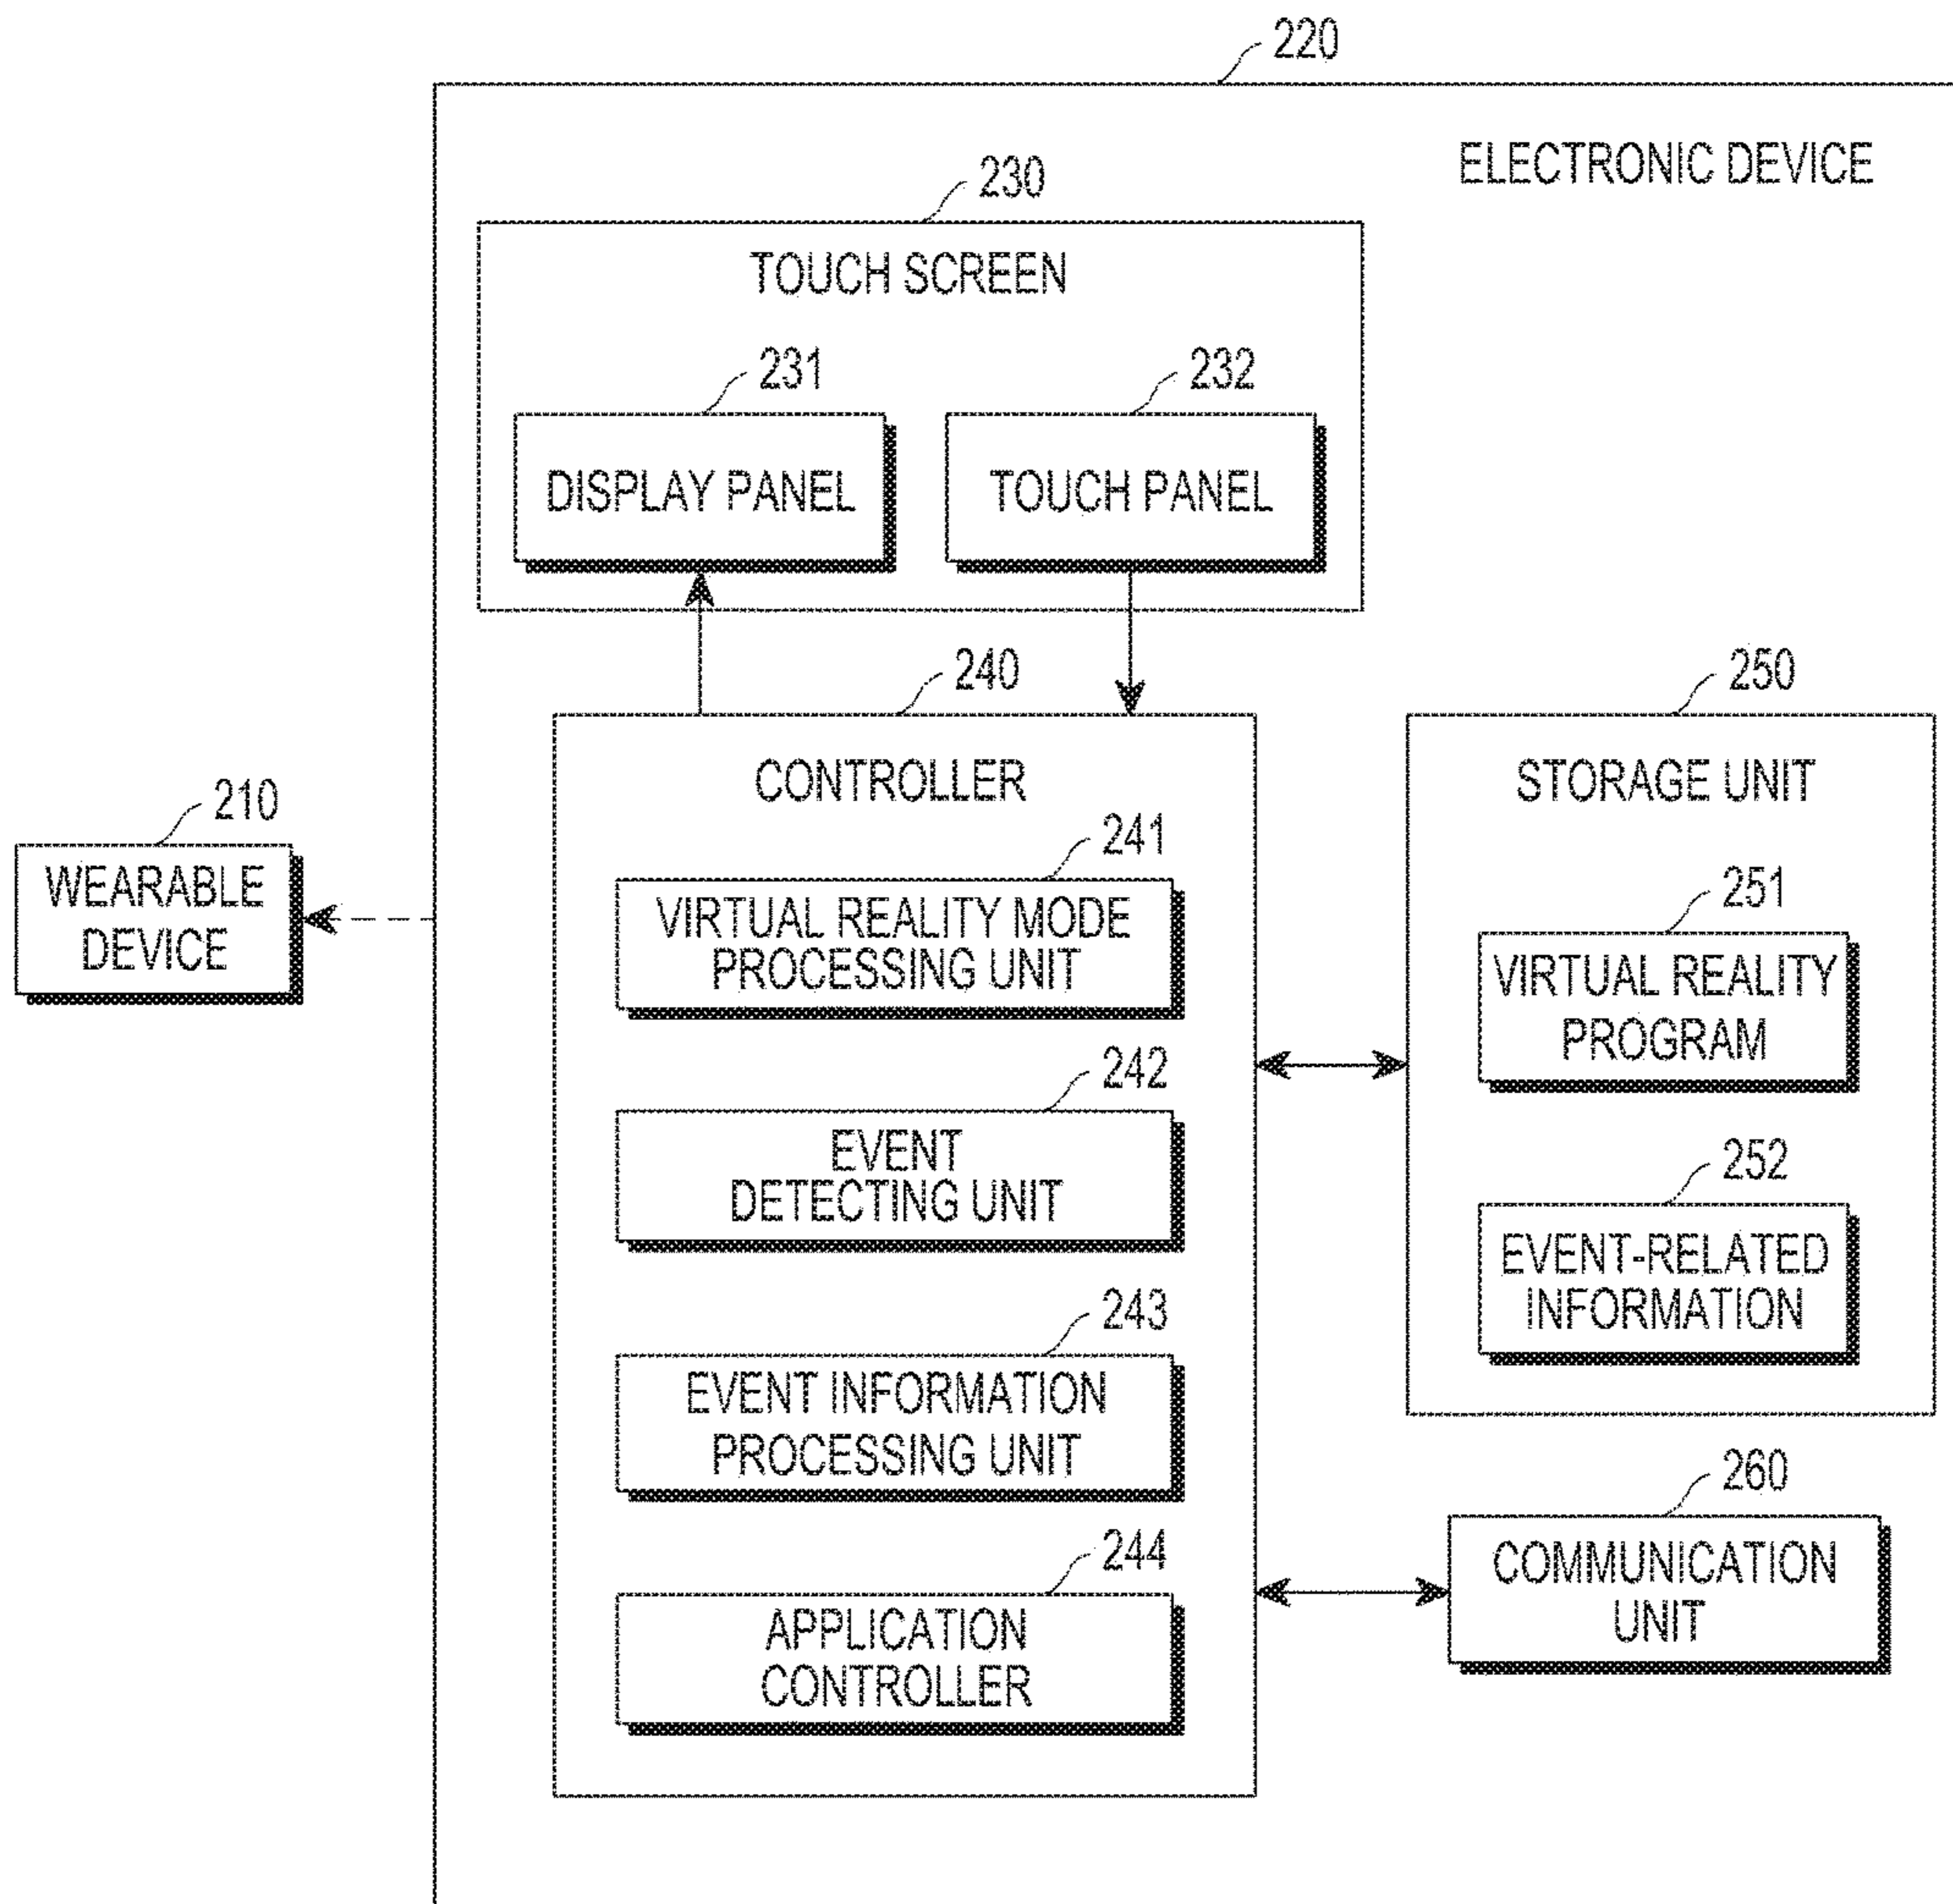 220
ELECTRONIC DEVICE
230
TOUCH SCREEN
231
DISPLAY PANEL
232
TOUCH PANEL
240
CONTROLLER
241
VIRTUAL REALITY MODE
PROCESSING UNIT
242
EVENT
DETECTING UNIT
243
EVENT INFORMATION
PROCESSING UNIT
244
APPLICATION
CONTROLLER
250
STORAGE UNIT
251
VIRTUAL REALITY
PROGRAM
252
EVENT-RELATED
INFORMATION
260
COMMUNICATION
UNIT
210
WEARABLE
DEVICE